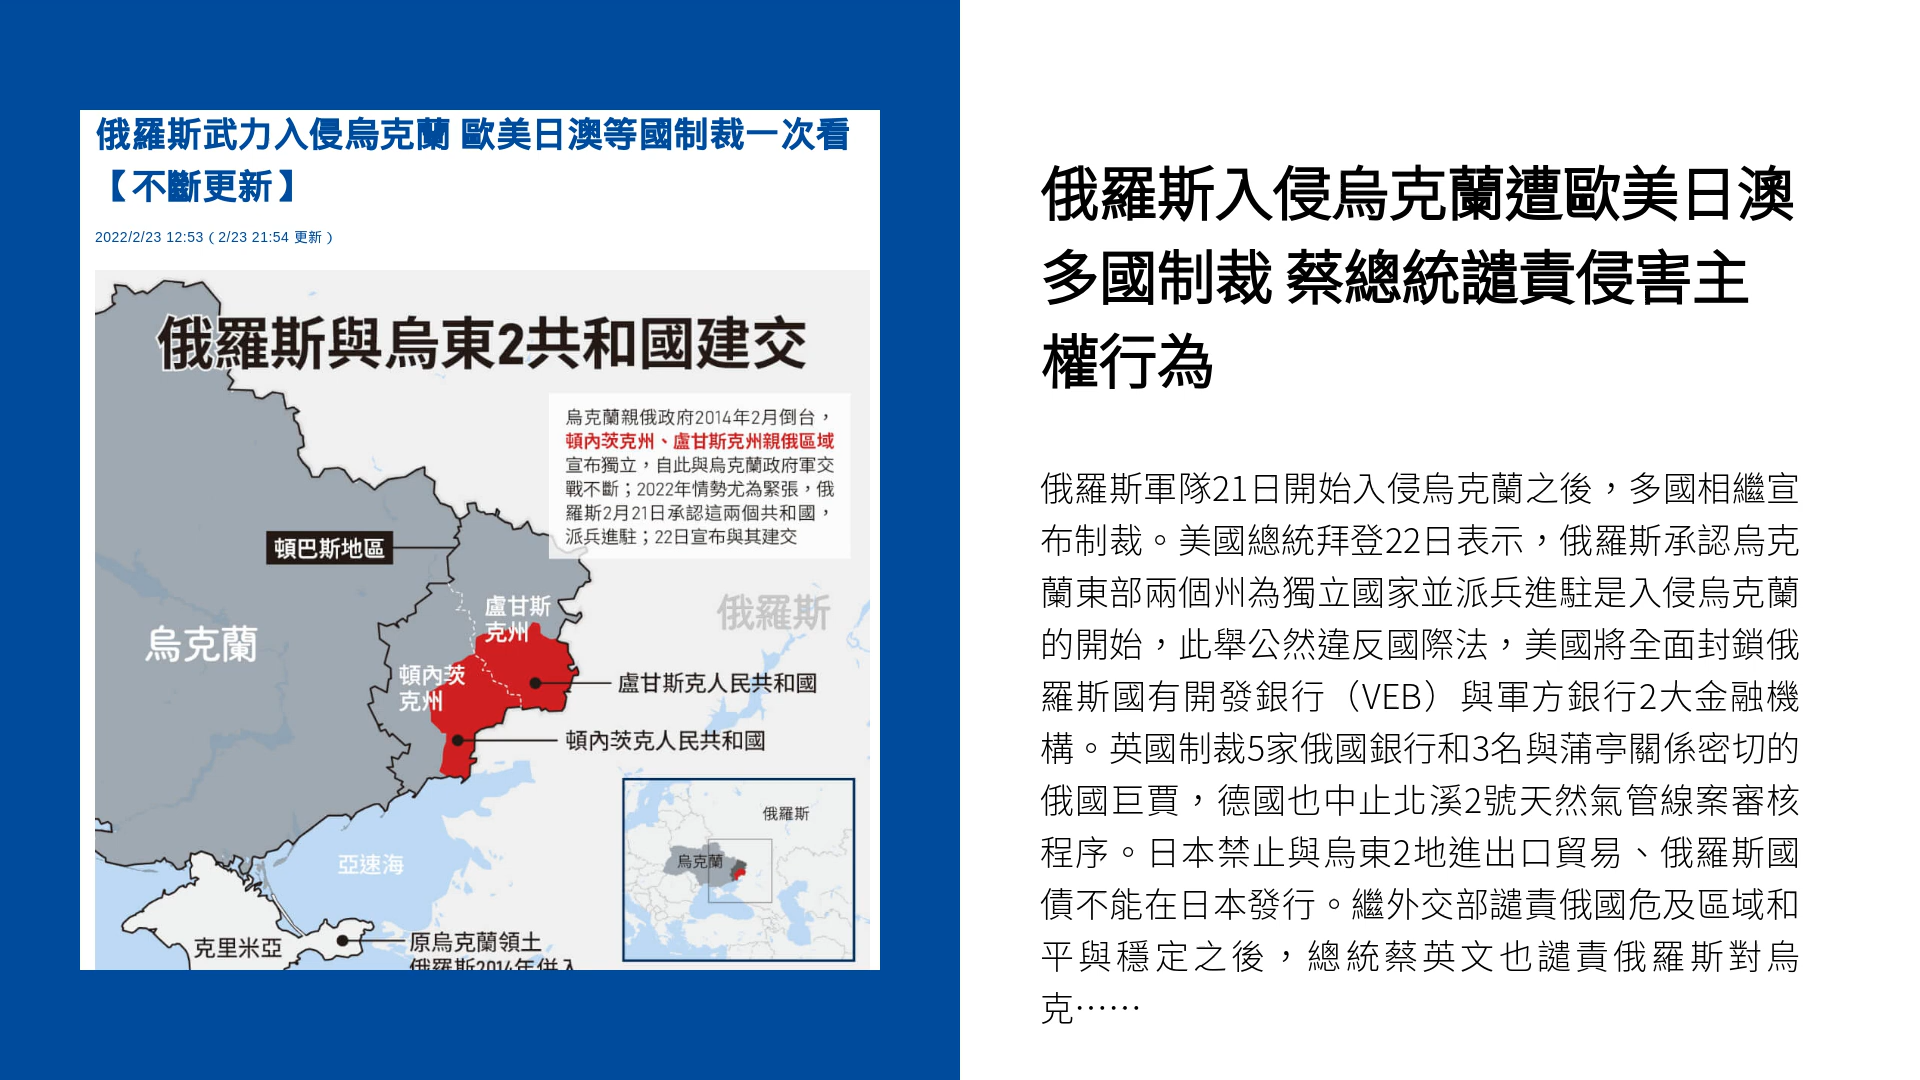 俄羅斯武力入侵烏克蘭 歐美日澳等國制裁一次看
【不斷更新】
2022/2/23 12:53（2/23 21:54 更新）
俄羅斯與烏東2共和國建交
烏克蘭親俄政府2014年2月倒台，
頓內茨克州、盧甘斯克州親俄區域
宣布獨立，自此與烏克蘭政府軍交
戰不斷；2022年情勢尤為緊張，俄
羅斯2月21日承認這兩個共和國，
派兵進駐；22日宣布與其建交
頓巴斯地區
盧甘斯
克州
俄羅斯
烏克蘭
頓內茨
克州
盧甘斯克人民共和國
頓內茨克人民共和國
俄羅斯
烏克蘭
亞速海
克里米亞
原烏克蘭領土
俄羅斯2014年併入
俄羅斯入侵烏克蘭遭歐美日澳
多國制裁 蔡總統譴責侵害主
權行為
俄羅斯軍隊21日開始入侵烏克蘭之後，多國相繼宣
布制裁。美國總統拜登22日表示，俄羅斯承認烏克
蘭東部兩個州為獨立國家並派兵進駐是入侵烏克蘭
的開始，此舉公然違反國際法，美國將全面封鎖俄
羅斯國有開發銀行（VEB）與軍方銀行2大金融機
構。英國制裁5家俄國銀行和3名與蒲亭關係密切的
俄國巨賈，德國也中止北溪2號天然氣管線案審核
程序。日本禁止與烏東2地進出口貿易、俄羅斯國
債不能在日本發行。繼外交部譴責俄國危及區域和
平與穩定之後，總統蔡英文也譴責俄羅斯對烏
克⋯⋯